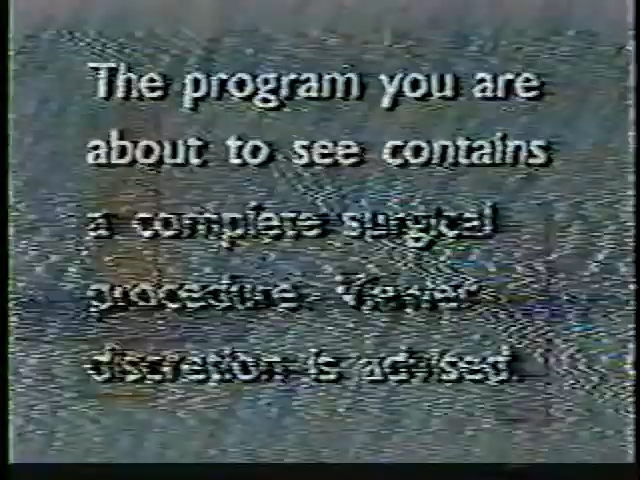 The program you are
about to see contains
a complete surgical
procedure. Viewer
discretion is advised.